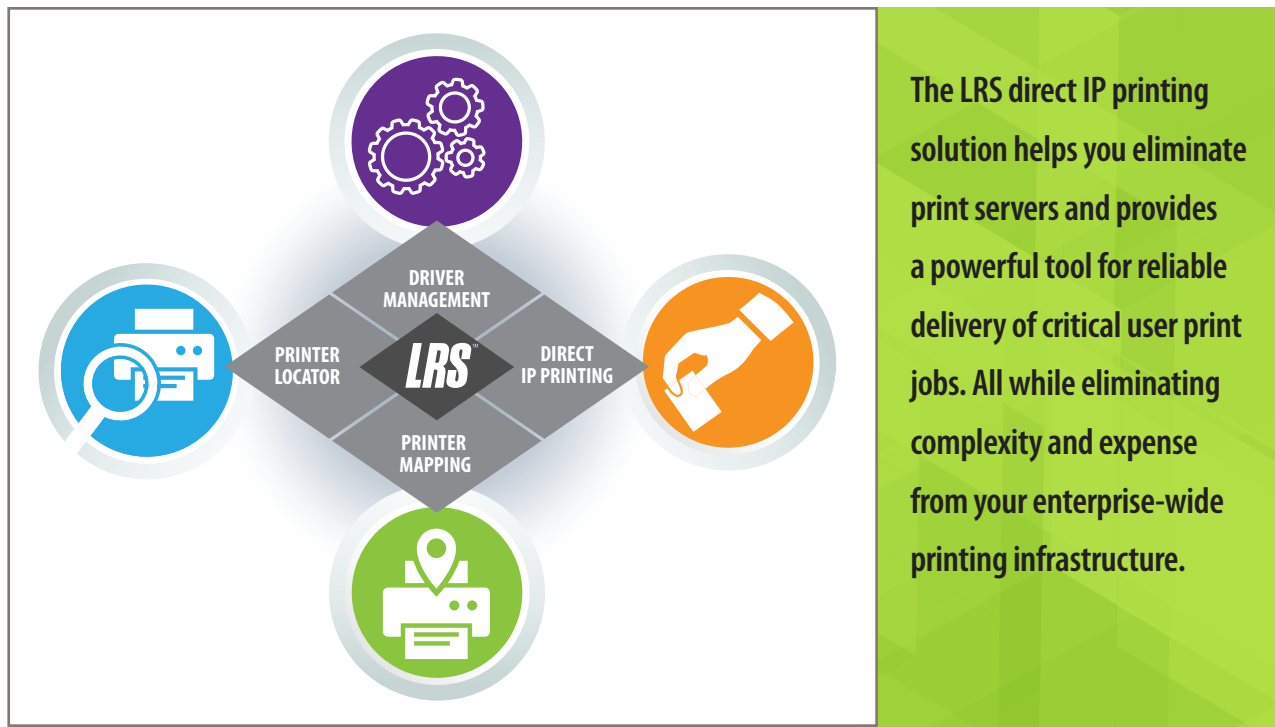 DRIVER
MANAGEMENT
PRINTER
LOCATOR
LRS™
DIRECT
IP PRINTING
PRINTER
MAPPING
The LRS direct IP printing
solution helps you eliminate
print servers and provides
a powerful tool for reliable
delivery of critical user print
jobs. All while eliminating
complexity and expense
from your enterprise-wide
printing infrastructure.